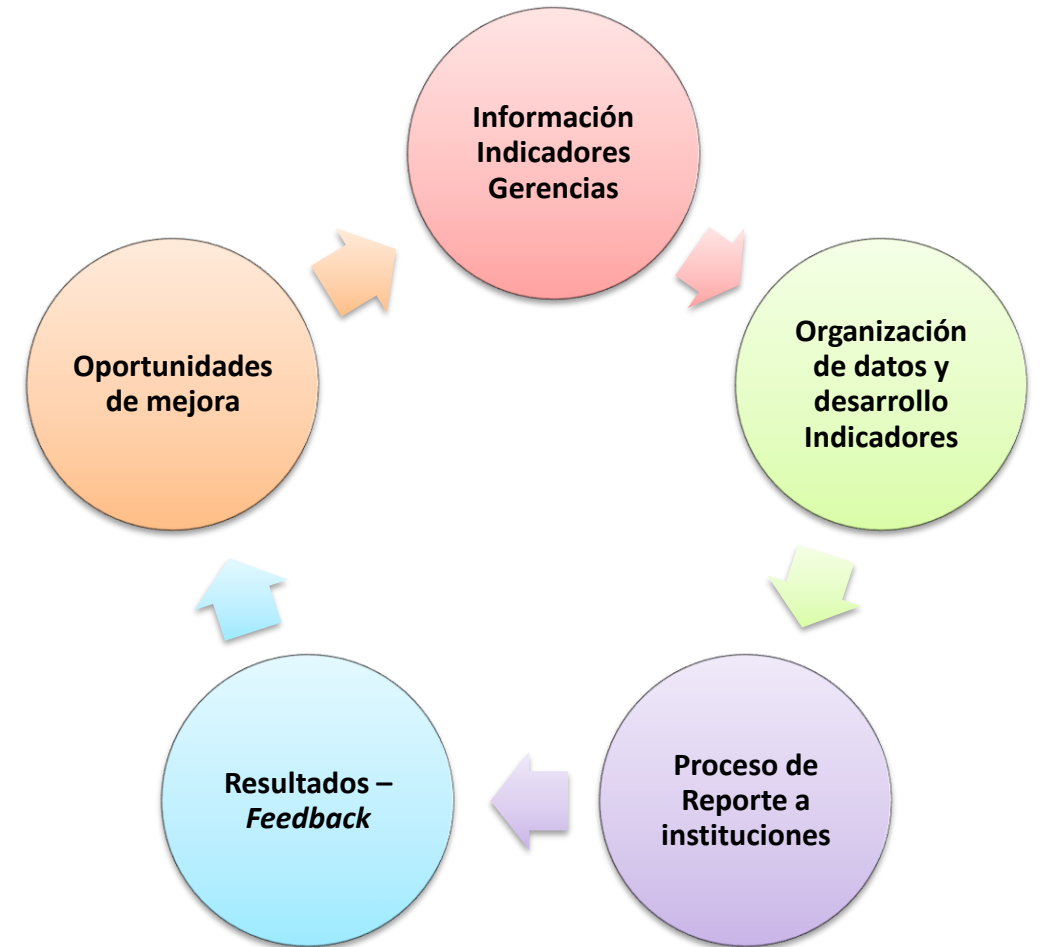 Información
Indicadores
Gerencias
Organización
de datos y
desarrollo
Indicadores
Proceso de
Reporte a
instituciones
Resultados –
Feedback
Oportunidades
de mejora